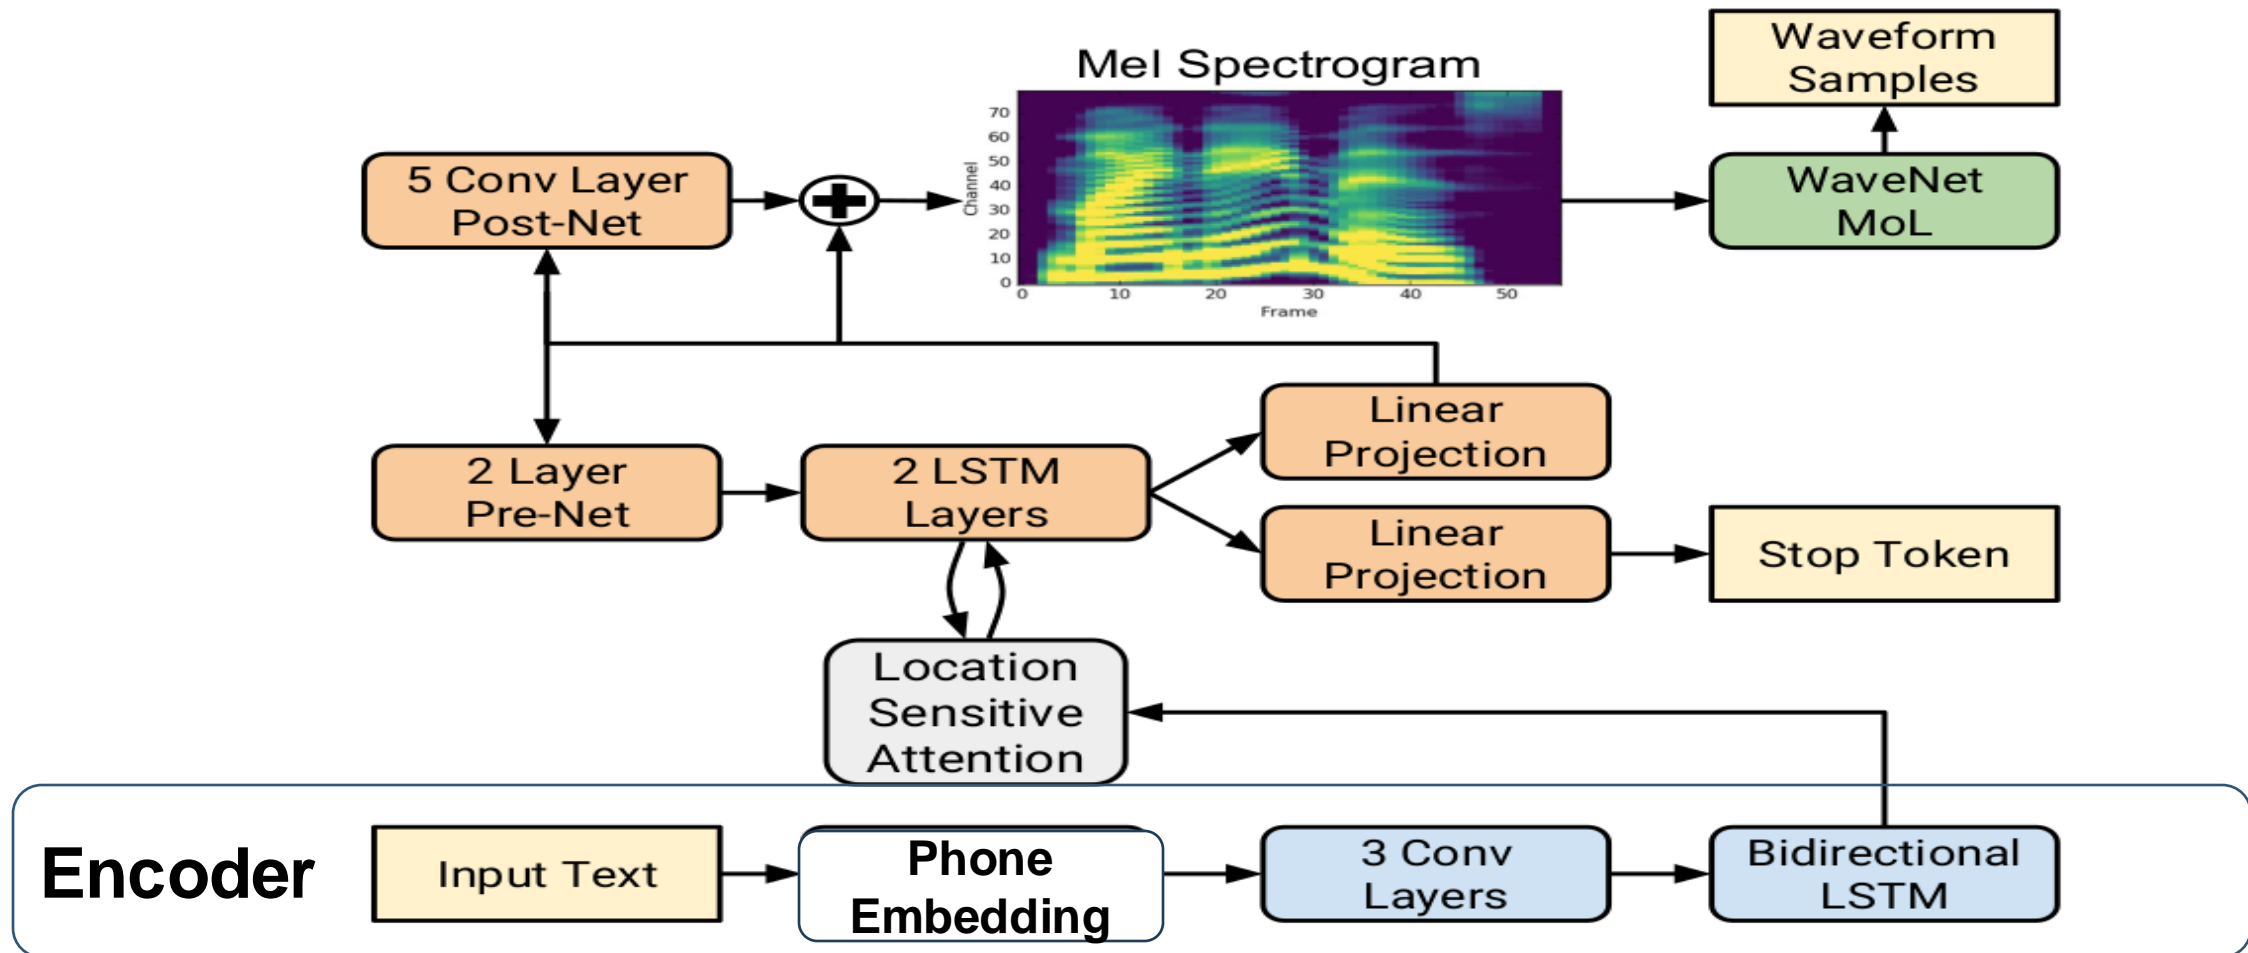 Waveform
Samples
Mel Spectrogram
70
60
50
40
30
20
10
0
Channel
0 10 20 30 40 50
Frame
5 Conv Layer
Post-Net
WaveNet
MoL
Linear
Projection
2 Layer
Pre-Net
2 LSTM
Layers
Linear
Projection
Stop Token
Location
Sensitive
Attention
Encoder
Input Text
Phone
Embedding
3 Conv
Layers
Bidirectional
LSTM